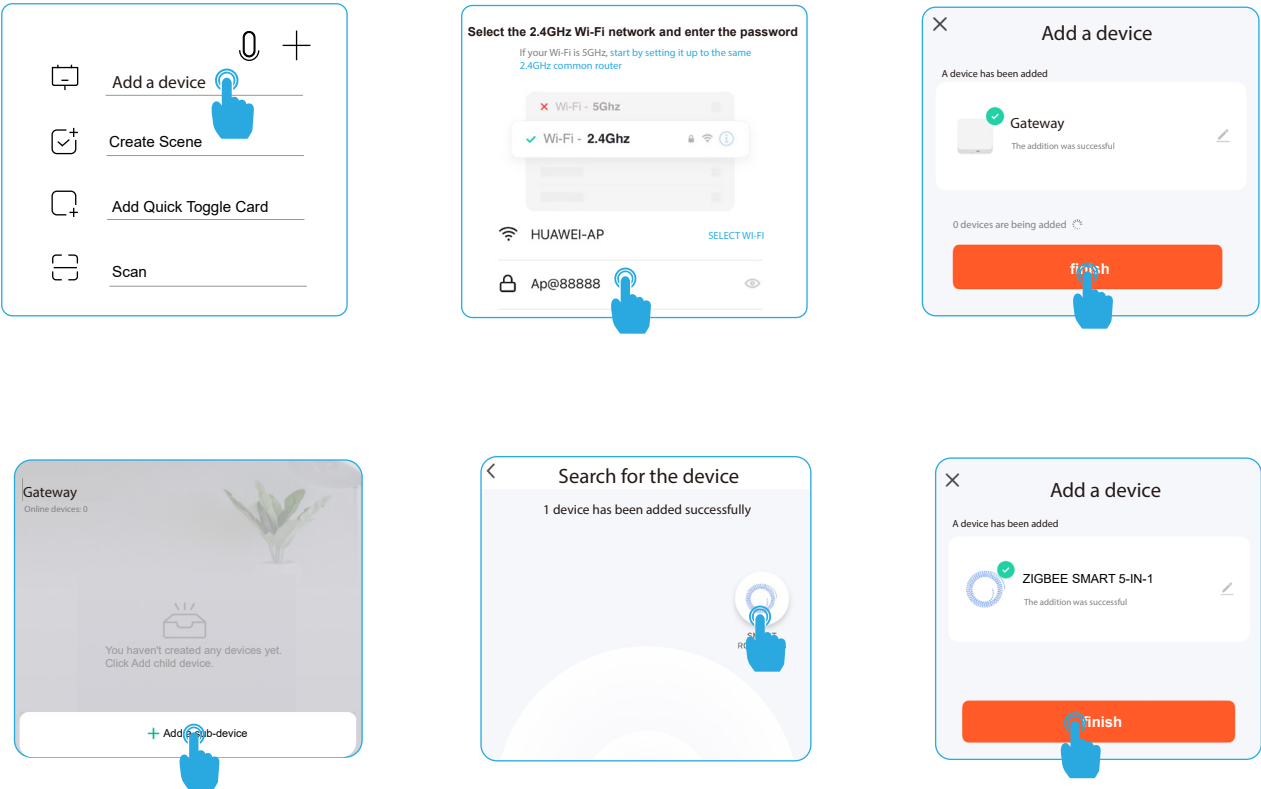 Add a device
Create Scene
Add Quick Toggle Card
Scan
Select the 2.4GHz Wi-Fi network and enter the password
If your Wi-Fi is 5GHz, start by setting it up to the same
2.4GHz common router
Wi-Fi - 5Ghz
Wi-Fi - 2.4Ghz
HUAWEI-AP SELECT WI-FI
Ap@88888
Add a device
A device has been added
Gateway
The addition was successful
0 devices are being added
finish
Gateway
Online devices: 0
You haven't created any devices yet.
Click Add child device.
+ Add a sub-device
Search for the device
1 device has been added successfully
Add a device
A device has been added
ZIGBEE SMART 5-IN-1
The addition was successful
finish